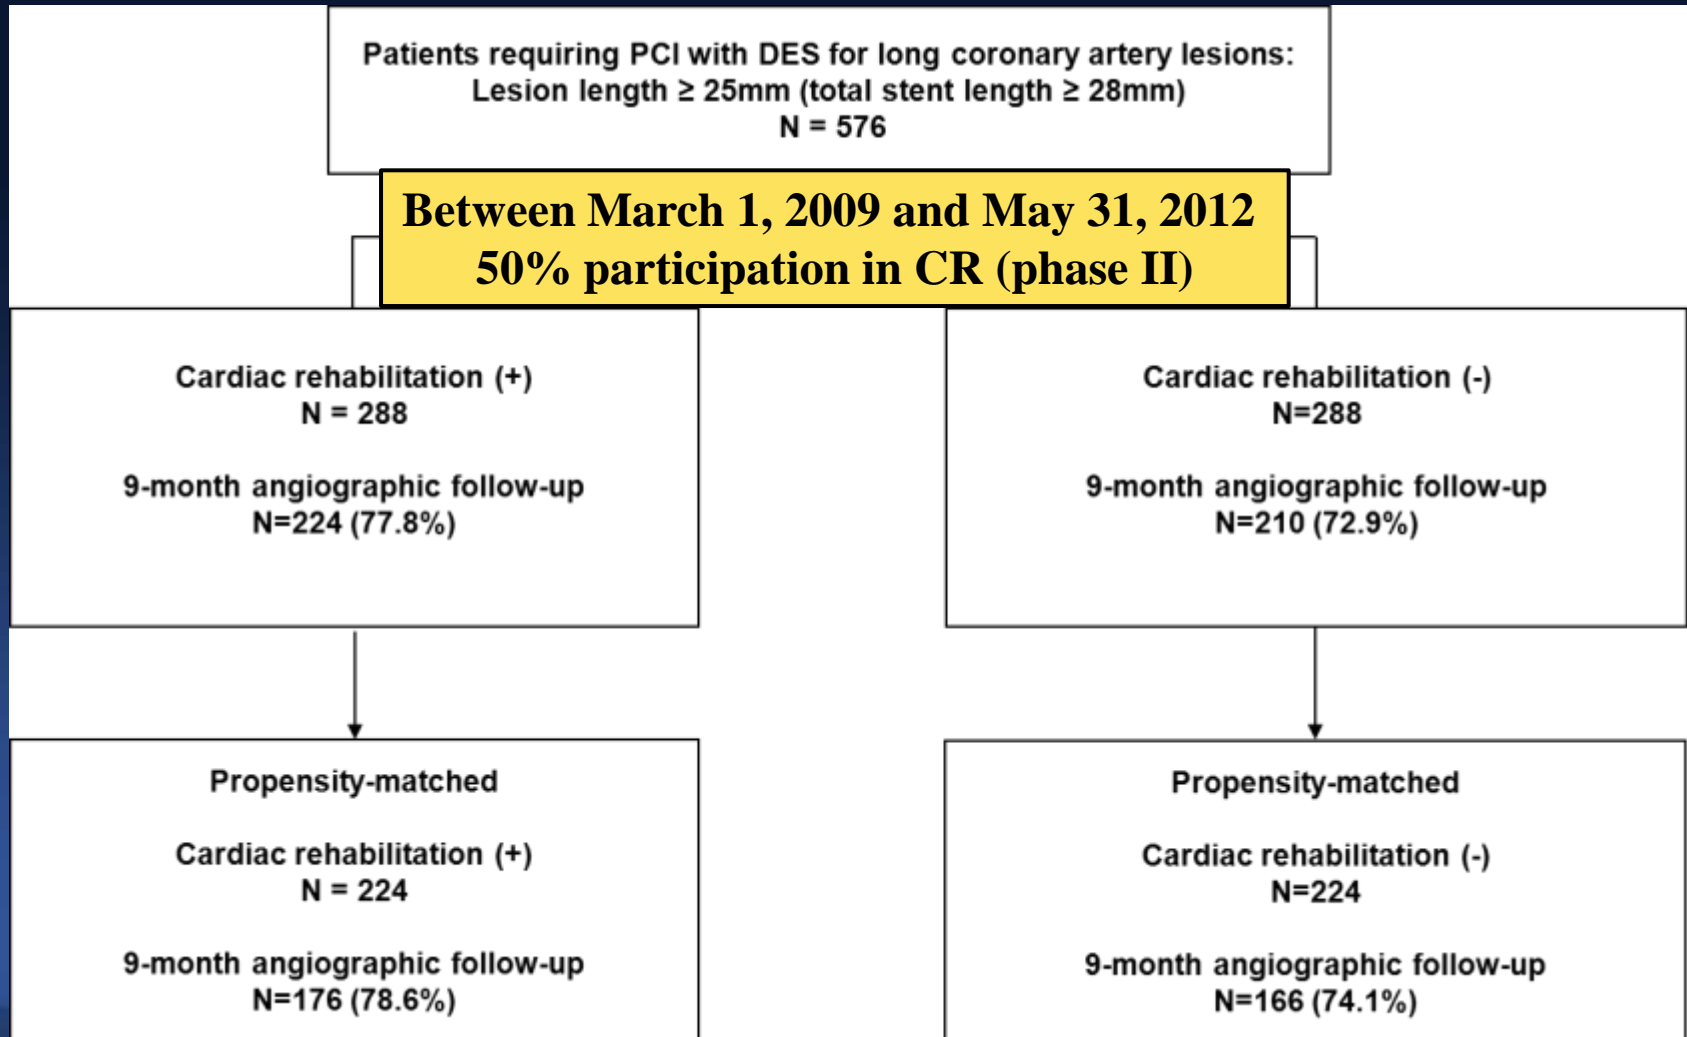 Patients requiring PCI with DES for long coronary artery lesions:
Lesion length ≥ 25mm (total stent length ≥ 28mm)
N = 576
Between March 1, 2009 and May 31, 2012
50% participation in CR (phase II)
Cardiac rehabilitation (+)
N = 288
9-month angiographic follow-up
N=224 (77.8%)
Cardiac rehabilitation (-)
N=288
9-month angiographic follow-up
N=210 (72.9%)
Propensity-matched
Cardiac rehabilitation (+)
N = 224
9-month angiographic follow-up
N=176 (78.6%)
Propensity-matched
Cardiac rehabilitation (-)
N=224
9-month angiographic follow-up
N=166 (74.1%)